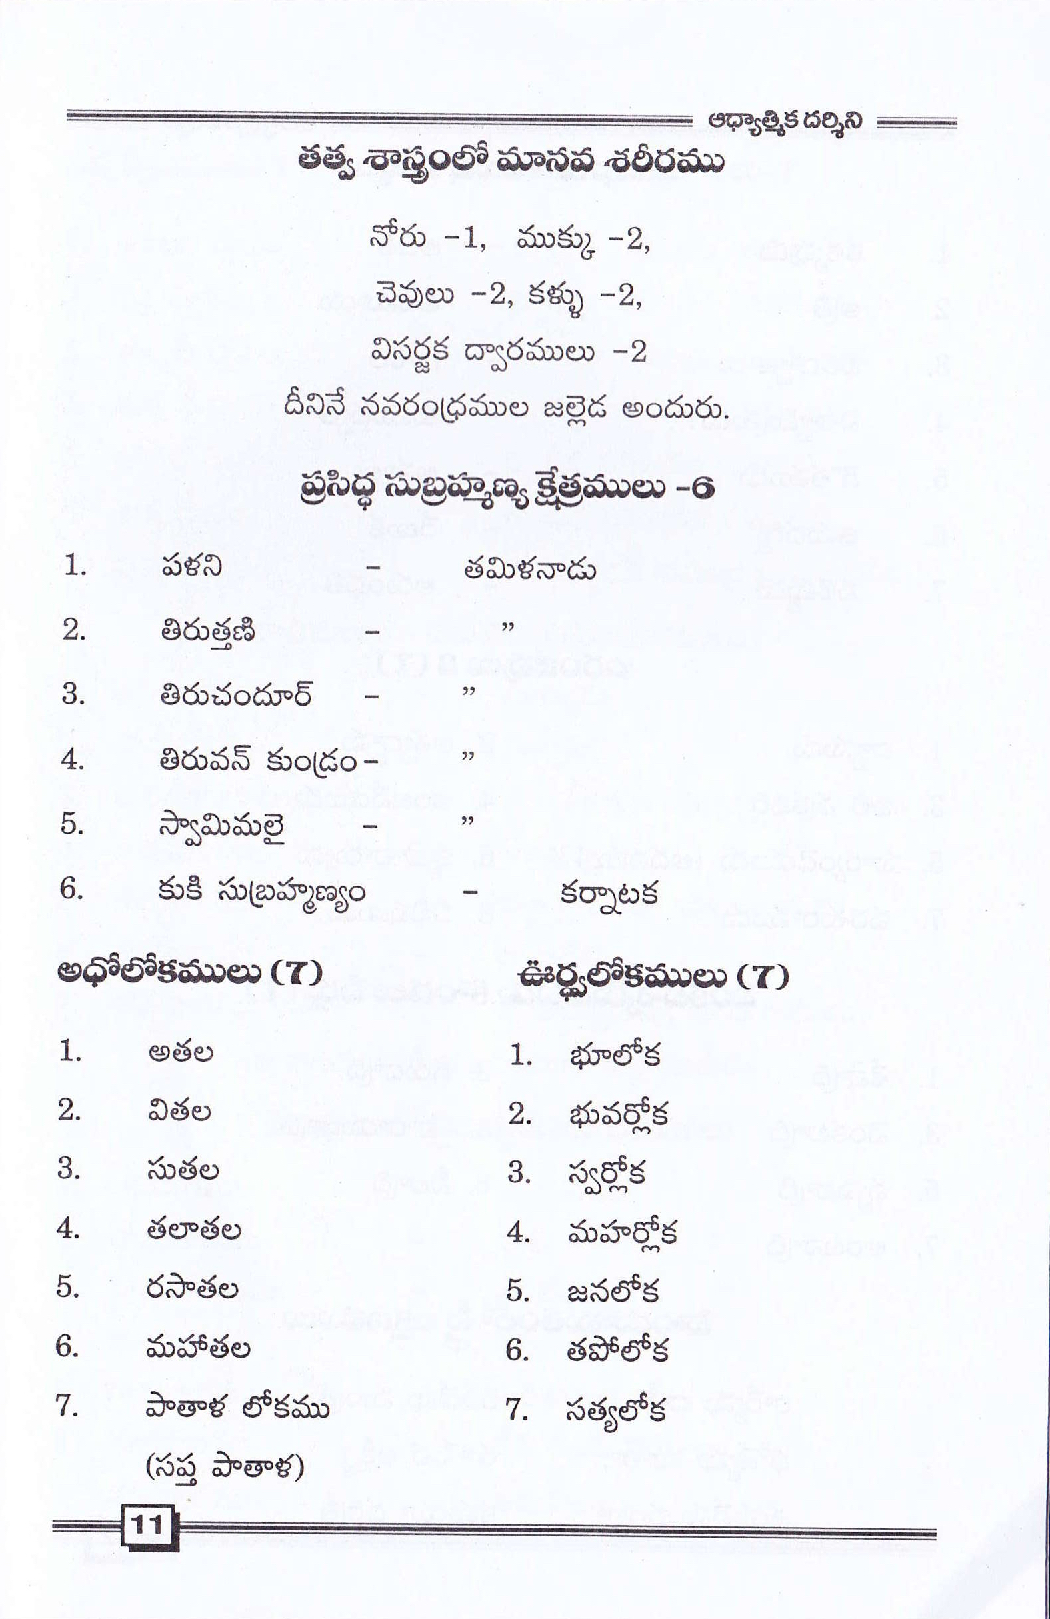 ఆధ్యాత్మిక దర్శిని
తత్వ శాస్త్రంలో మానవ శరీరము
నోరు -1, ముక్కు -2,
చెవులు -2, కళ్ళు -2,
విసర్జక ద్వారములు -2
దీనినే నవరంధ్రముల జల్లెడ అందురు.
ప్రసిద్ధ సుబ్రహ్మణ్య క్షేత్రములు -6
1. పళని - తమిళనాడు
2. తిరుత్తణి - ”
3. తిరుచందూర్ - ”
4. తిరువన్ కుండ్రం - ”
5. స్వామిమలై - ”
6. కుకి సుబ్రహ్మణ్యం - కర్నాటక
అధోలోకములు (7)
1. అతల
2. వితల
3. సుతల
4. తలాతల
5. రసాతల
6. మహాతల
7. పాతాళ లోకము
(సప్త పాతాళ)
ఊర్ధ్వలోకములు (7)
1. భూలోక
2. భువర్లోక
3. స్వర్లోక
4. మహర్లోక
5. జనలోక
6. తపోలోక
7. సత్యలోక
11